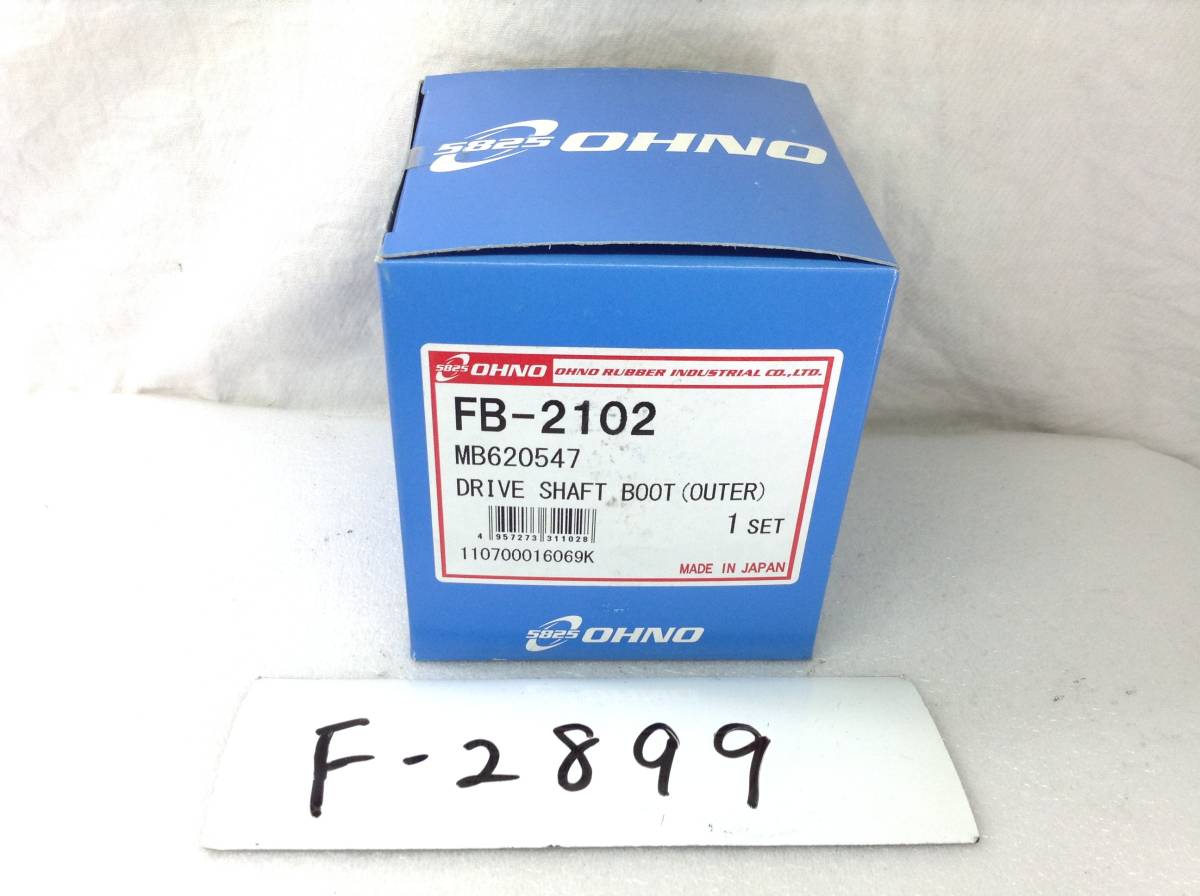 5825 OHNO
5825 OHNO OHNO RUBBER INDUSTRIAL CO.,LTD.
FB-2102
MB620547
DRIVE SHAFT BOOT(OUTER)
1 SET
4 957273 311028
110700016069K
MADE IN JAPAN
5825 OHNO
F-2899